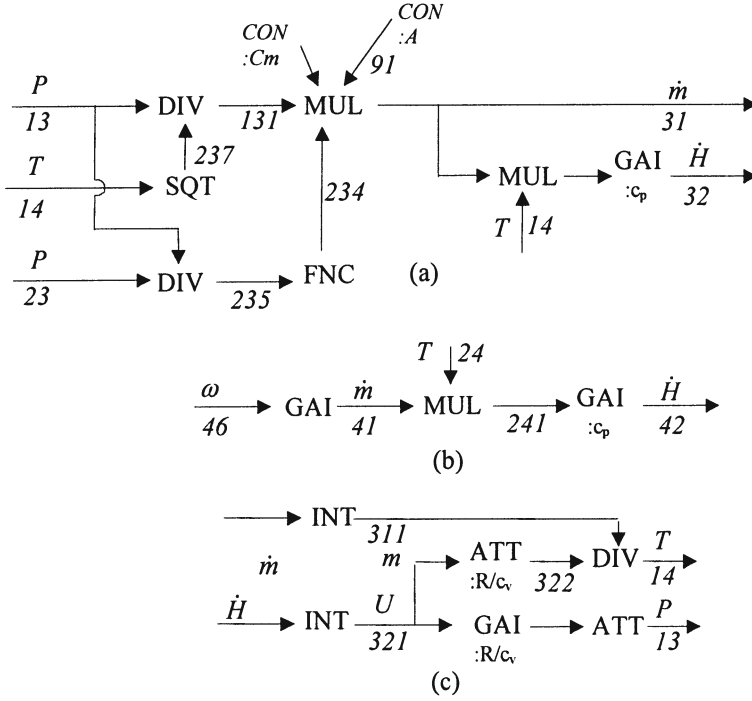 CON
:Cm
CON
:A
91
P
13
DIV
131
MUL
ṁ
31
237
T
14
SQT
234
MUL
GAI
:cₚ
Ḣ
32
T
14
P
23
DIV
235
FNC
(a)
T
24
ω
46
GAI
ṁ
41
MUL
241
GAI
:cₚ
Ḣ
42
(b)
INT
311
ṁ
m
ATT
:R/cᵥ
322
DIV
T
14
Ḣ
INT
U
321
GAI
:R/cᵥ
ATT
P
13
(c)